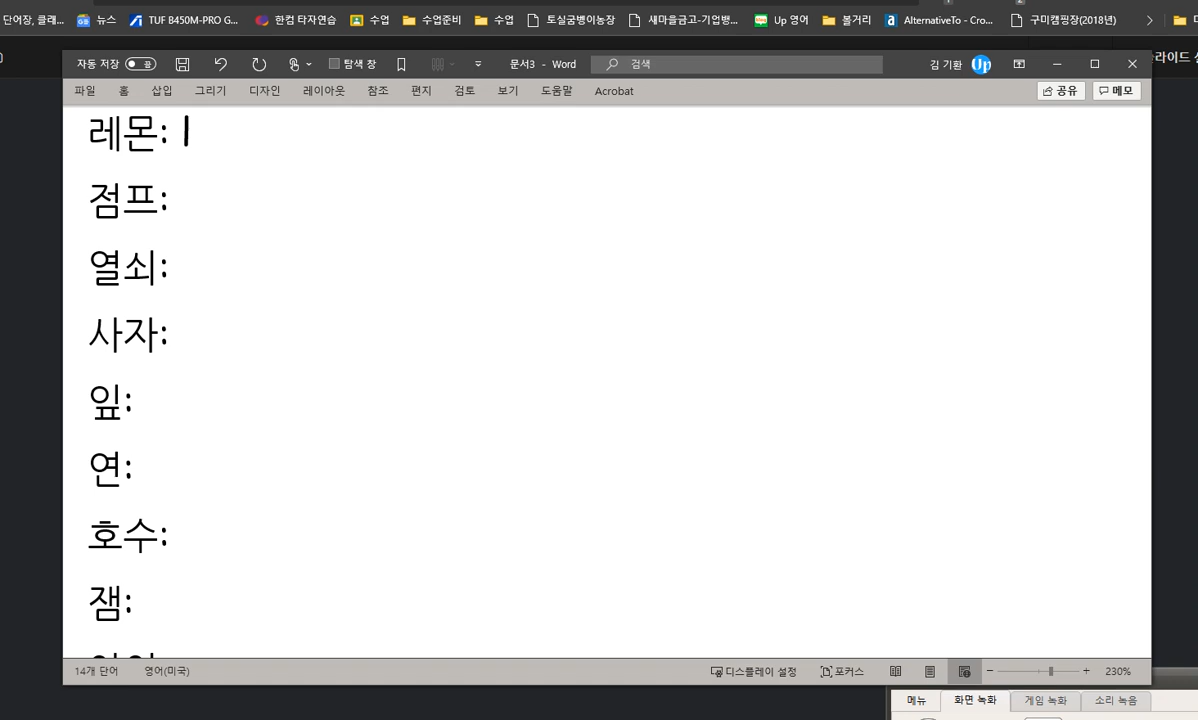 단어장, 클래... 뉴스 TUF B450M-PRO G... 한컴 타자연습 수업 수업준비 수업 토실굼벵이농장 새마을금고-기업뱅... Up 영어 볼거리 AlternativeTo - Cro... 구미캠핑장(2018년)
자동 저장 끔 탐색 창 문서3 - Word 검색 김 기환 Up
파일 홈 삽입 그리기 디자인 레이아웃 참조 편지 검토 보기 도움말 Acrobat 공유 메모
레몬: l
점프:
열쇠:
사자:
잎:
연:
호수:
잼:
14개 단어 영어(미국) 디스플레이 설정 포커스 230%
메뉴 화면 녹화 게임 녹화 소리 녹음